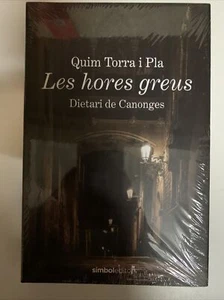 Quim Torra i Pla
Les hores greus
Dietari de Canonges